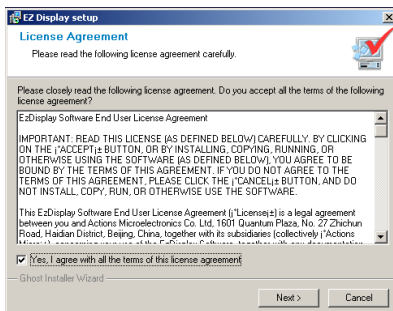 EZ Display setup
License Agreement
Please read the following license agreement carefully.
Please closely read the following license agreement. Do you accept all the terms of the following
license agreement?
EzDisplay Software End User License Agreement
IMPORTANT: READ THIS LICENSE (AS DEFINED BELOW) CAREFULLY. BY CLICKING
ON THE ¡°ACCEPT¡± BUTTON, OR BY INSTALLING, COPYING, RUNNING, OR
OTHERWISE USING THE SOFTWARE (AS DEFINED BELOW), YOU AGREE TO BE
BOUND BY THE TERMS OF THIS AGREEMENT. IF YOU DO NOT AGREE TO THE
TERMS OF THIS AGREEMENT, PLEASE CLICK THE ¡°CANCEL¡± BUTTON, AND DO
NOT INSTALL, COPY, RUN, OR OTHERWISE USE THE SOFTWARE.
This EzDisplay Software End User License Agreement (¡°License¡±) is a legal agreement
between you and Actions Microelectronics Co. Ltd, 1601 Quantum Plaza, No. 27 Zhichun
Road, Haidian District, Beijing, China, together with its subsidiaries (collectively ¡°Actions
Yes, I agree with all the terms of this license agreement
Ghost Installer Wizard
Next >
Cancel